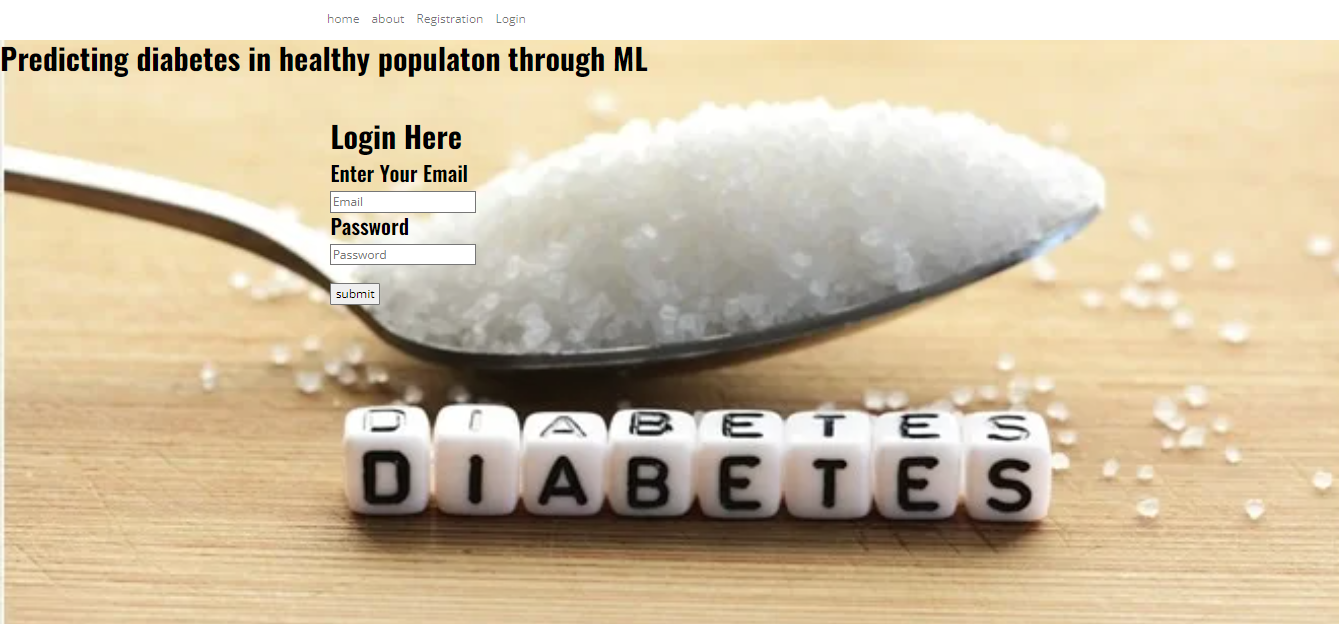 home about Registration Login
Predicting diabetes in healthy populaton through ML
Login Here
Enter Your Email
Email
Password
Password
submit
D I A B E T E S
D I A B E T E S